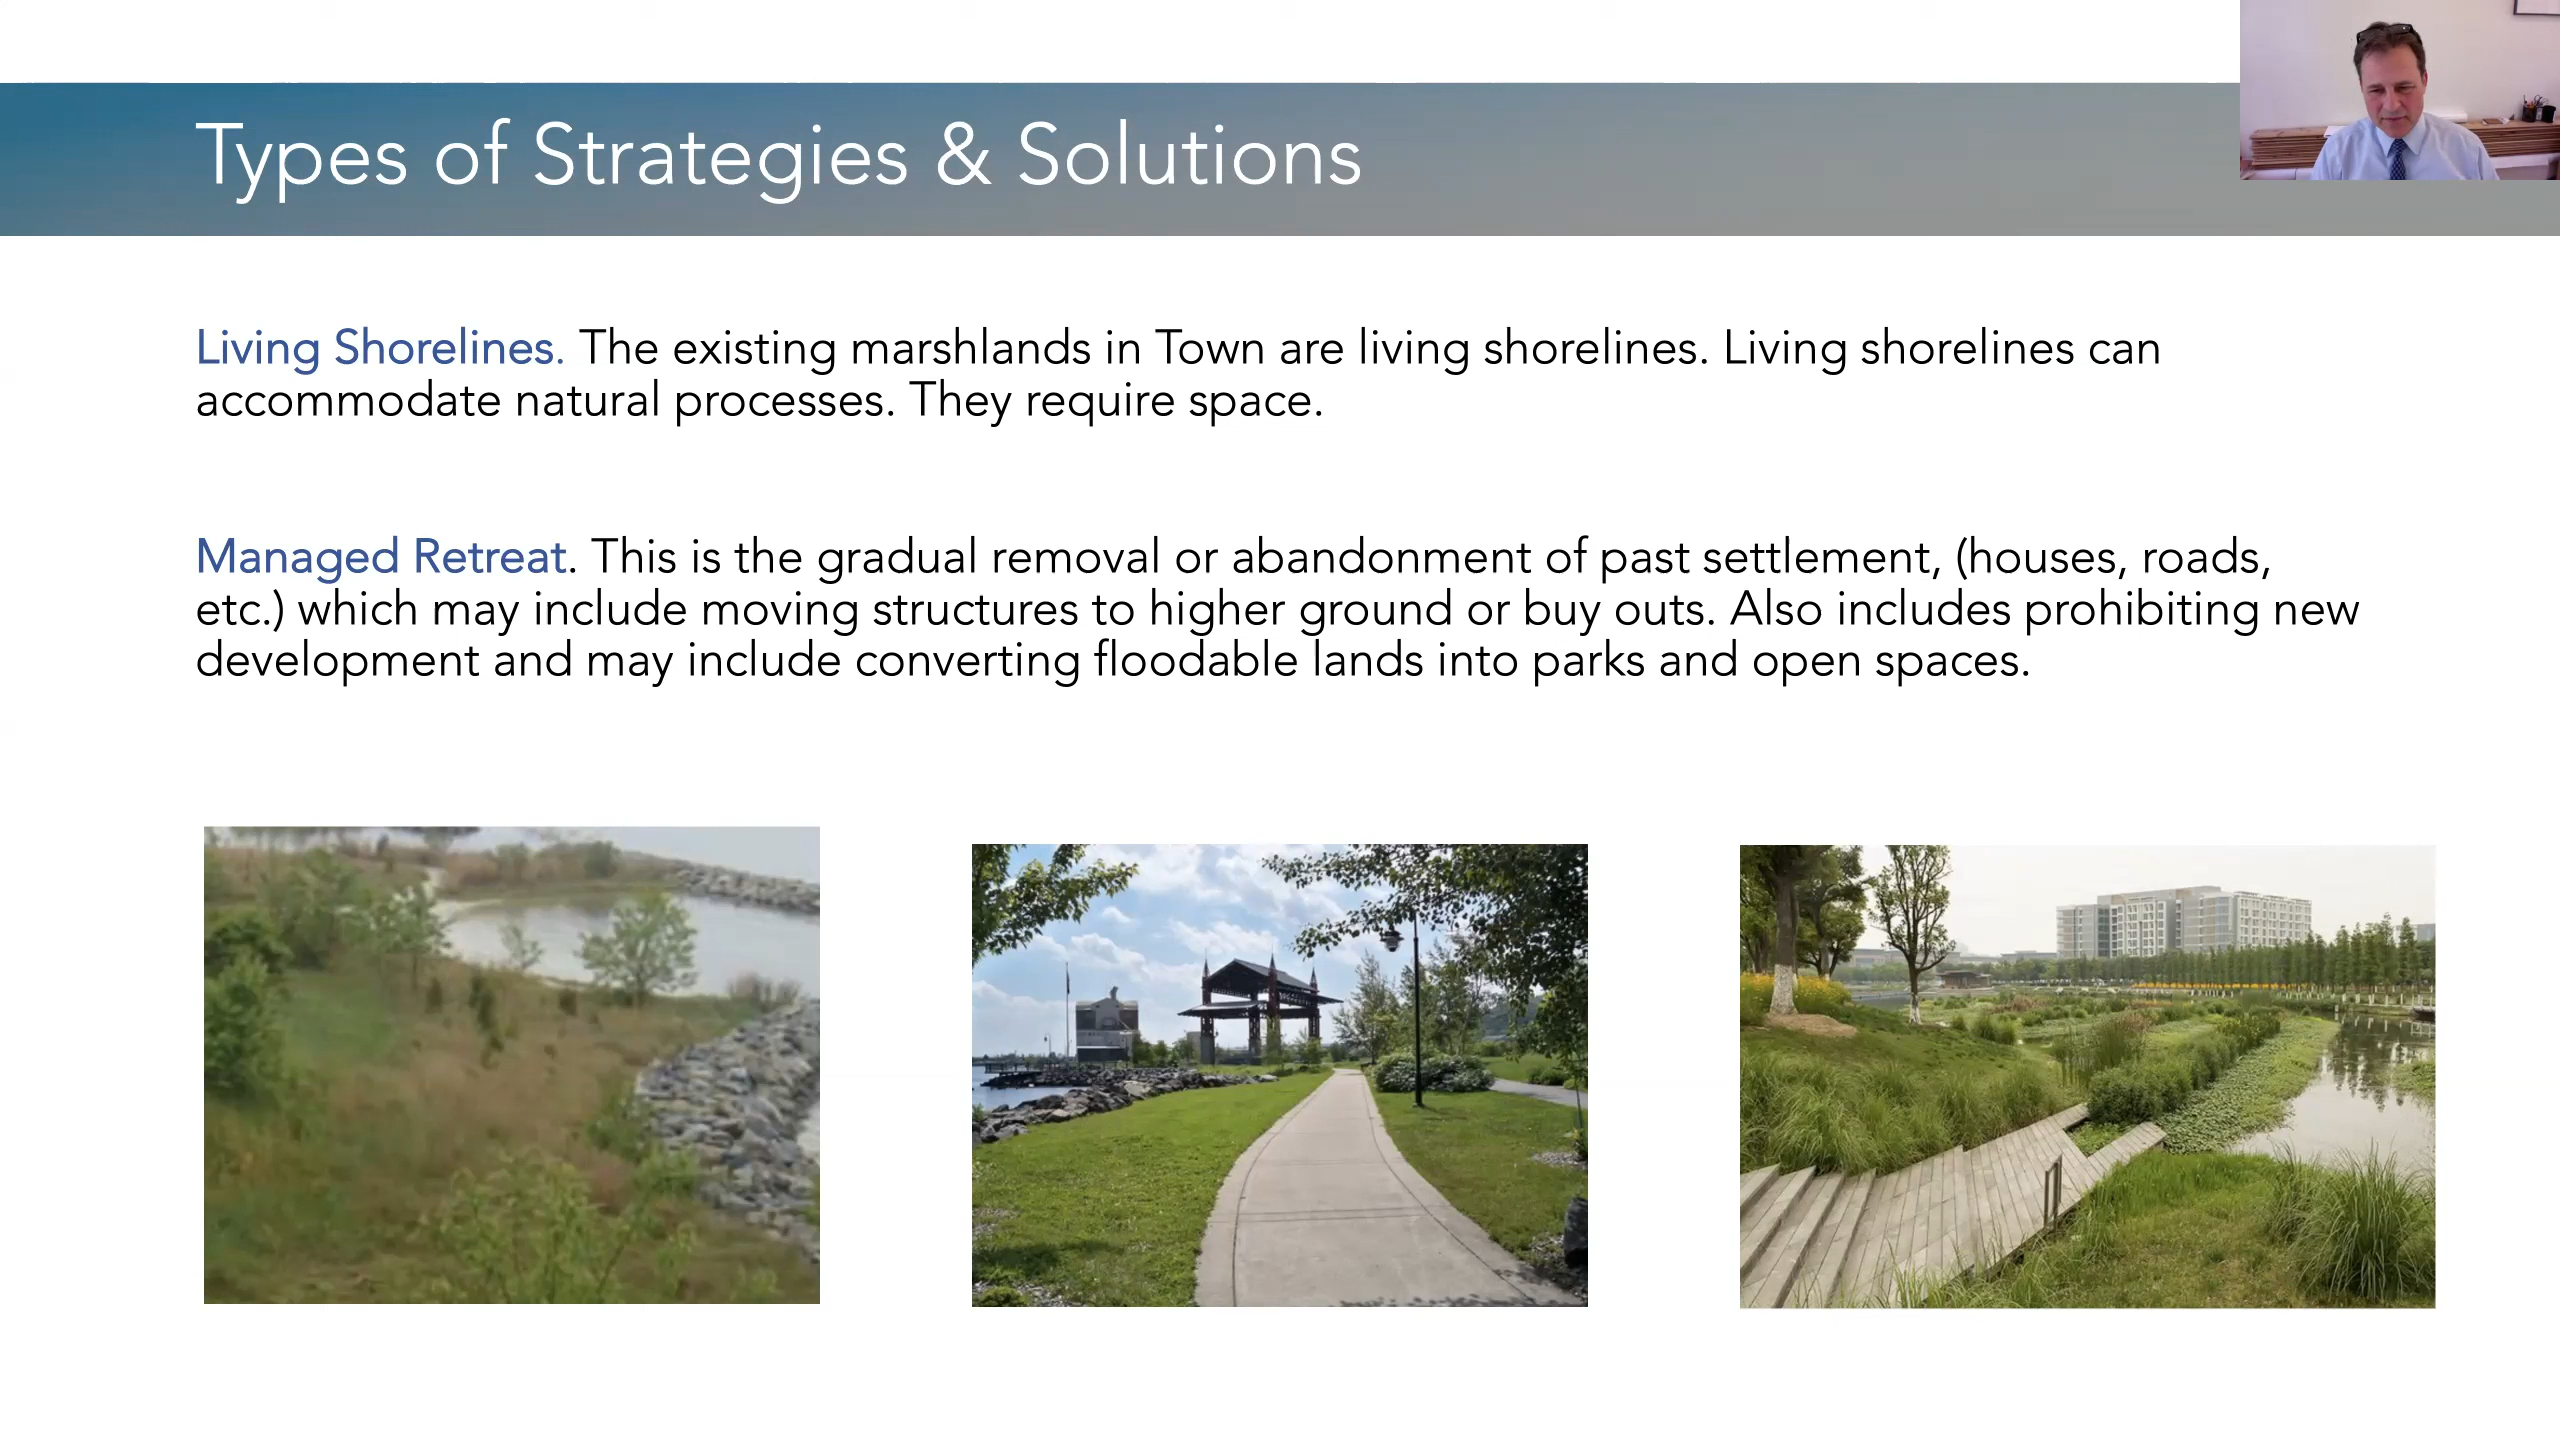 Types of Strategies & Solutions
Living Shorelines. The existing marshlands in Town are living shorelines. Living shorelines can
accommodate natural processes. They require space.
Managed Retreat. This is the gradual removal or abandonment of past settlement, (houses, roads,
etc.) which may include moving structures to higher ground or buy outs. Also includes prohibiting new
development and may include converting floodable lands into parks and open spaces.